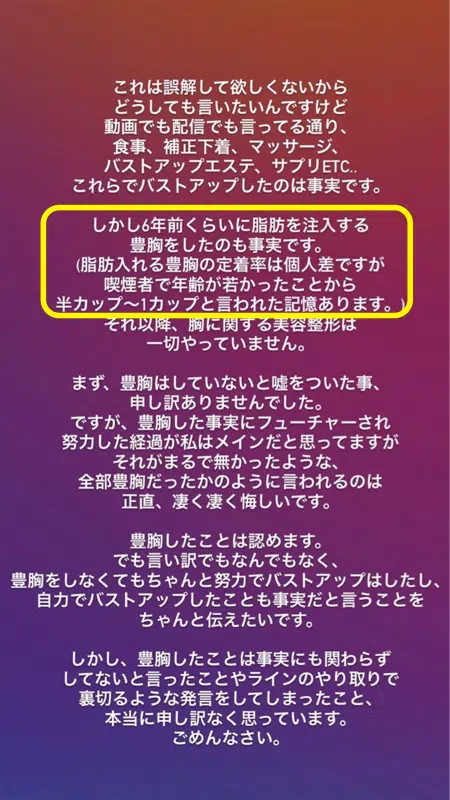 これは誤解して欲しくないから
どうしても言いたいんですけど
動画でも配信でも言ってる通り、
食事、補正下着、マッサージ、
バストアップエステ、サプリETC..
これらでバストアップしたのは事実です。
しかし6年前くらいに脂肪を注入する
豊胸をしたのも事実です。
(脂肪入れる豊胸の定着率は個人差ですが
喫煙者で年齢が若かったことから
半カップ〜1カップと言われた記憶あります。)
それ以降、胸に関する美容整形は
一切やっていません。
まず、豊胸はしていないと嘘をついた事、
申し訳ありませんでした。
ですが、豊胸した事実にフューチャーされ
努力した経過が私はメインだと思ってますが
それがまるで無かったような、
全部豊胸だったかのように言われるのは
正直、凄く凄く悔しいです。
豊胸したことは認めます。
でも言い訳でもなんでもなく、
豊胸をしなくてもちゃんと努力でバストアップはしたし、
自力でバストアップしたことも事実だと言うことを
ちゃんと伝えたいです。
しかし、豊胸したことは事実にも関わらず
してないと言ったことやラインのやり取りで
裏切るような発言をしてしまったこと、
本当に申し訳なく思っています。
ごめんなさい。